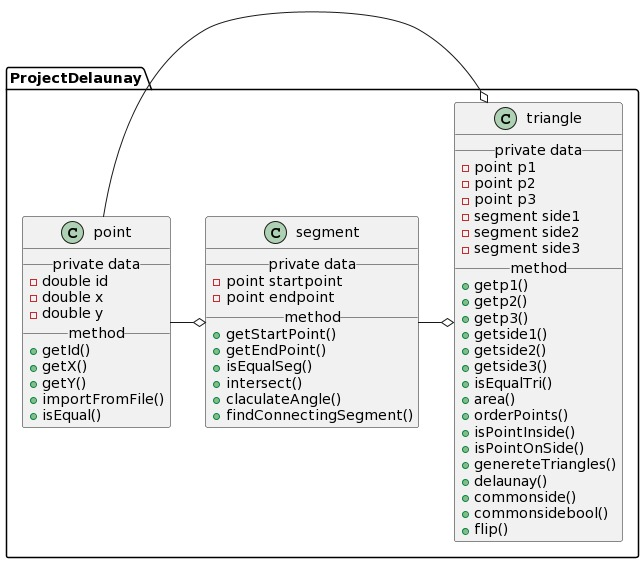 ProjectDelaunay
C point
private data
double id
double x
double y
method
getId()
getX()
getY()
importFromFile()
isEqual()
C segment
private data
point startpoint
point endpoint
method
getStartPoint()
getEndPoint()
isEqualSeg()
intersect()
claculateAngle()
findConnectingSegment()
C triangle
private data
point p1
point p2
point p3
segment side1
segment side2
segment side3
method
getp1()
getp2()
getp3()
getside1()
getside2()
getside3()
isEqualTri()
area()
orderPoints()
isPointInside()
isPointOnSide()
genereteTriangles()
delaunay()
commonside()
commonsidebool()
flip()